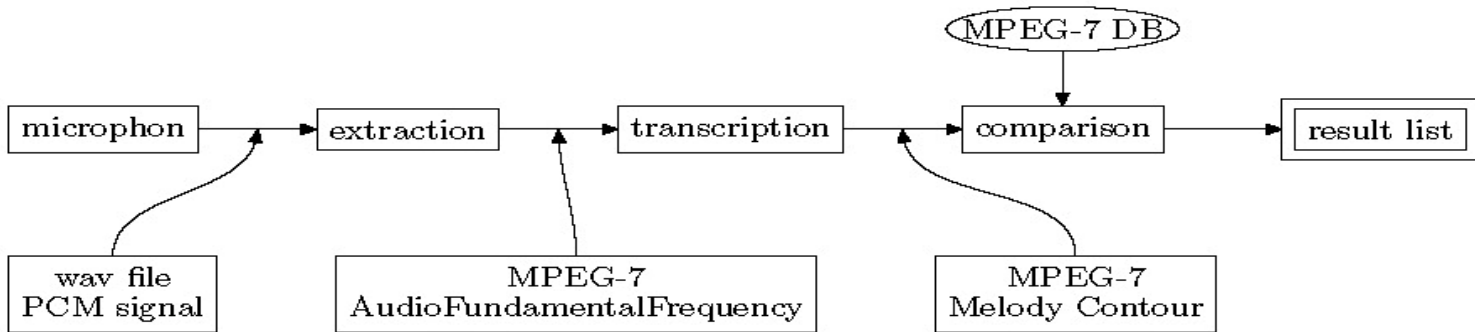 MPEG-7 DB
microphon
extraction
transcription
comparison
result list
wav file
PCM signal
MPEG-7
AudioFundamentalFrequency
MPEG-7
Melody Contour